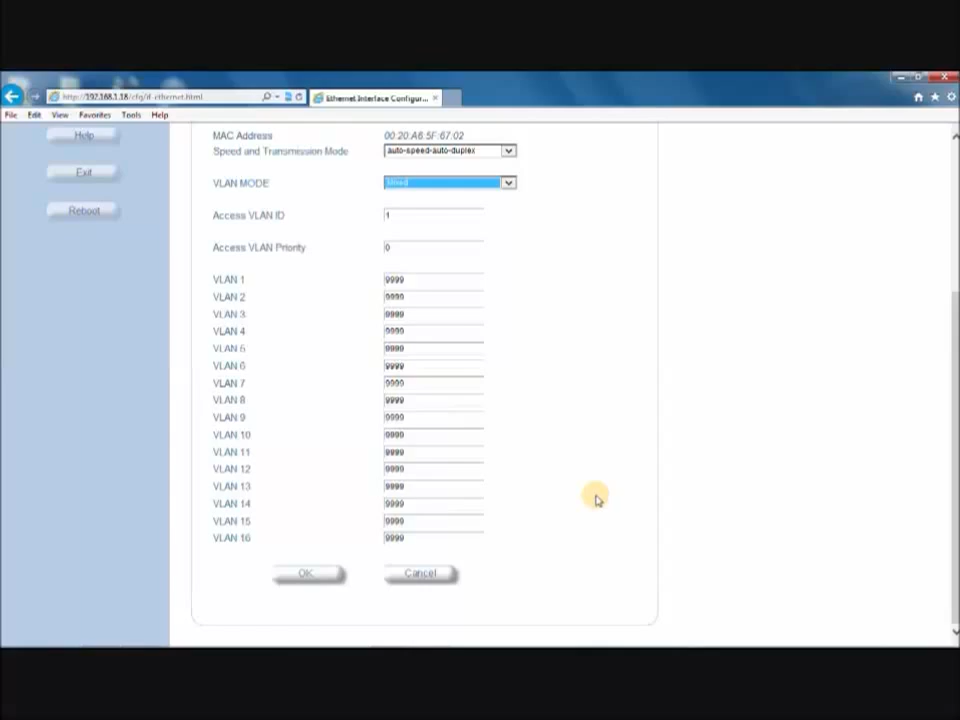 http://192.168.1.18/cfg/if-ethernet.html
Ethernet Interface Configur...
File Edit View Favorites Tools Help
Help
Exit
Reboot
MAC Address 00:20:A6:5F:67:02
Speed and Transmission Mode auto-speed-auto-duplex
VLAN MODE
Access VLAN ID 1
Access VLAN Priority 0
VLAN 1 9999
VLAN 2 9999
VLAN 3 9999
VLAN 4 9999
VLAN 5 9999
VLAN 6 9999
VLAN 7 9999
VLAN 8 9999
VLAN 9 9999
VLAN 10 9999
VLAN 11 9999
VLAN 12 9999
VLAN 13 9999
VLAN 14 9999
VLAN 15 9999
VLAN 16 9999
OK Cancel